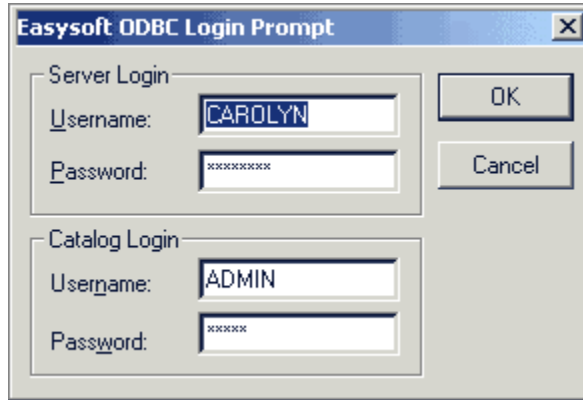 Easysoft ODBC Login Prompt
Server Login
Username: CAROLYN
Password: ********
OK
Cancel
Catalog Login
Username: ADMIN
Password: *****